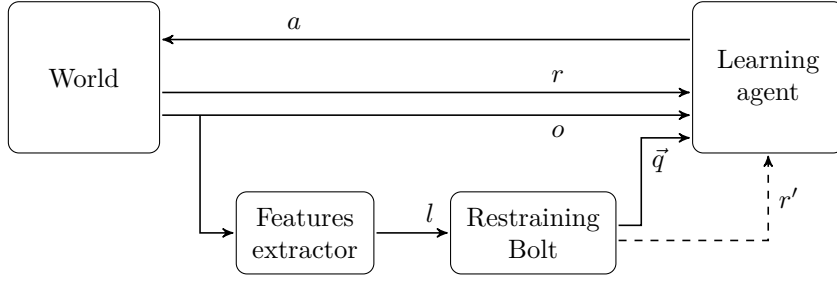 a
World
Learning
agent
r
o
q⃗
Features
extractor
l
Restraining
Bolt
r′